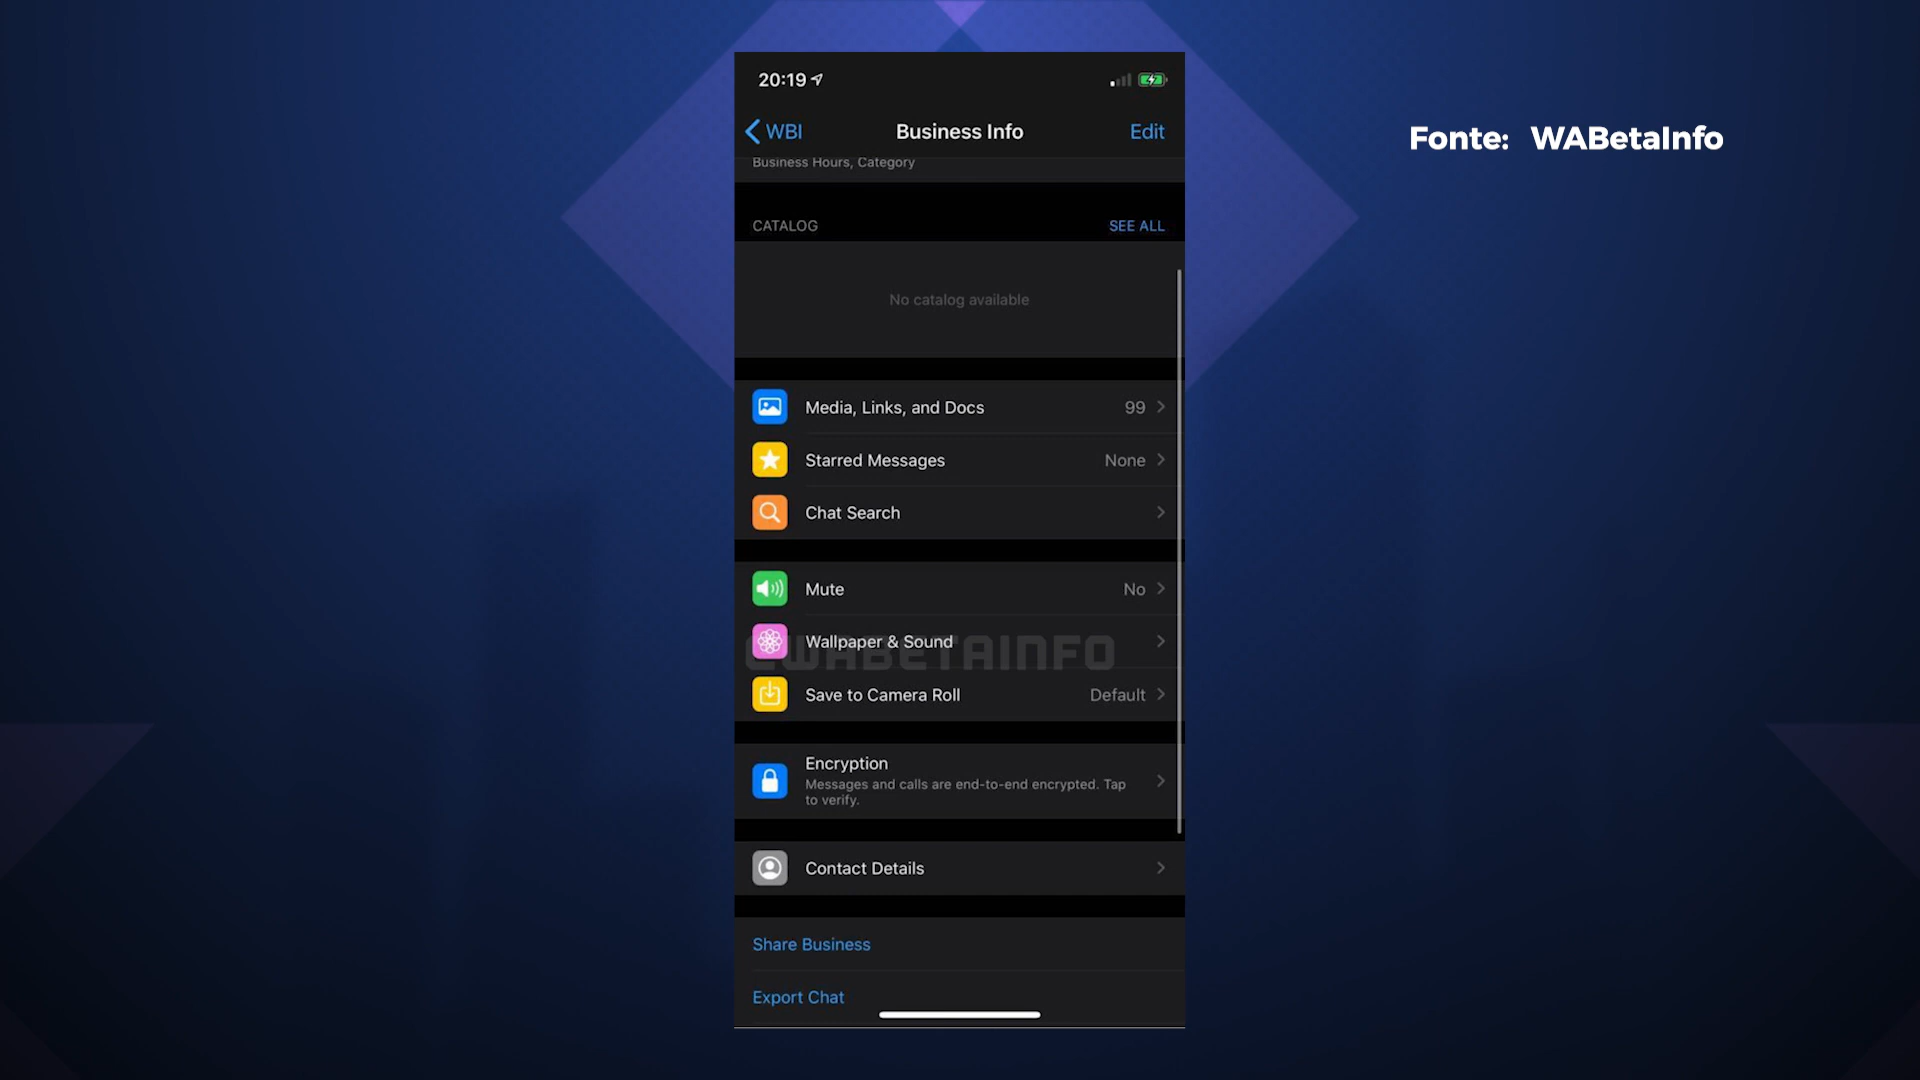 20:19
WBI Business Info Edit
Fonte: WABetaInfo
Business Hours, Category
CATALOG SEE ALL
No catalog available
Media, Links, and Docs 99
Starred Messages None
Chat Search
Mute No
Wallpaper & Sound
@WABETAINFO
Save to Camera Roll Default
Encryption
Messages and calls are end-to-end encrypted. Tap
to verify.
Contact Details
Share Business
Export Chat